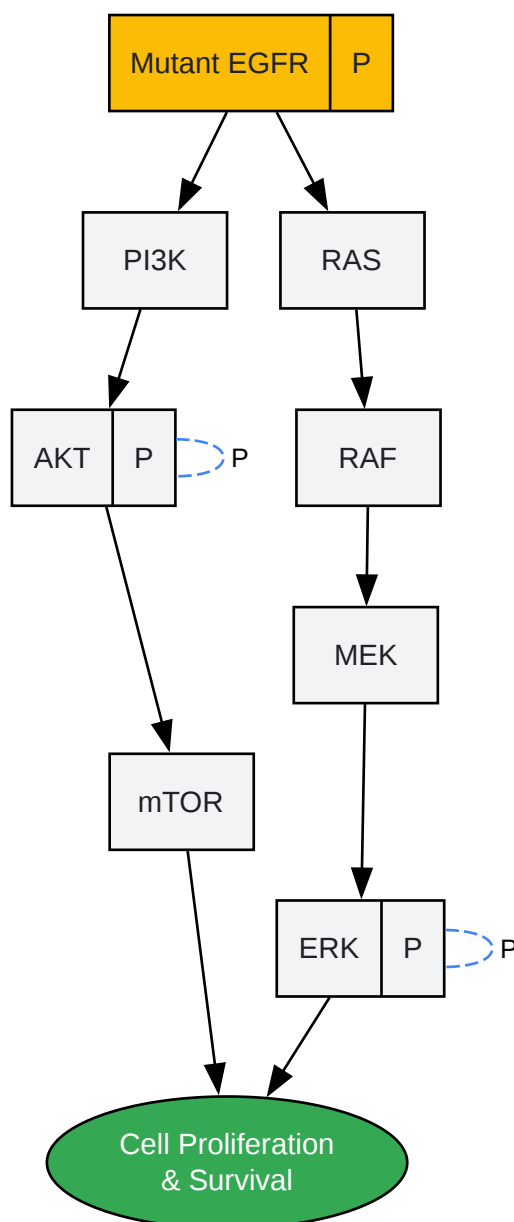 Mutant EGFR P
PI3K RAS
AKT P P RAF
MEK
mTOR
ERK P P
Cell Proliferation
& Survival